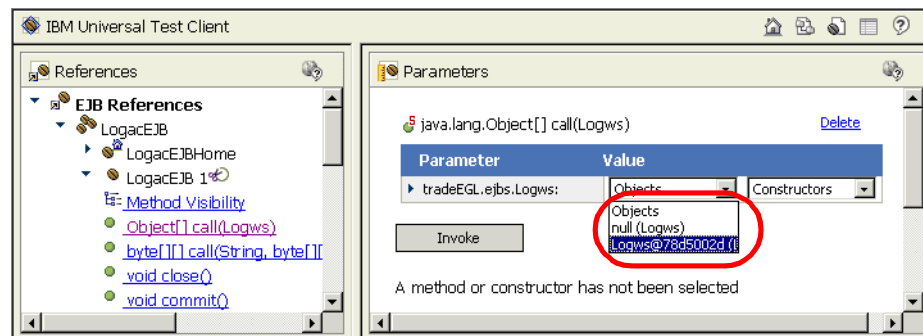 IBM Universal Test Client
References
EJB References
LogacEJB
LogacEJBHome
LogacEJB 1
Method Visibility
Object[] call(Logws)
byte[][] call(String, byte[][
void close()
void commit()
Parameters
java.lang.Object[] call(Logws)
Delete
Parameter Value
tradeEGL.ejbs.Logws: Objects Constructors
Objects
null (Logws)
Logws@78d5002d (
Invoke
A method or constructor has not been selected